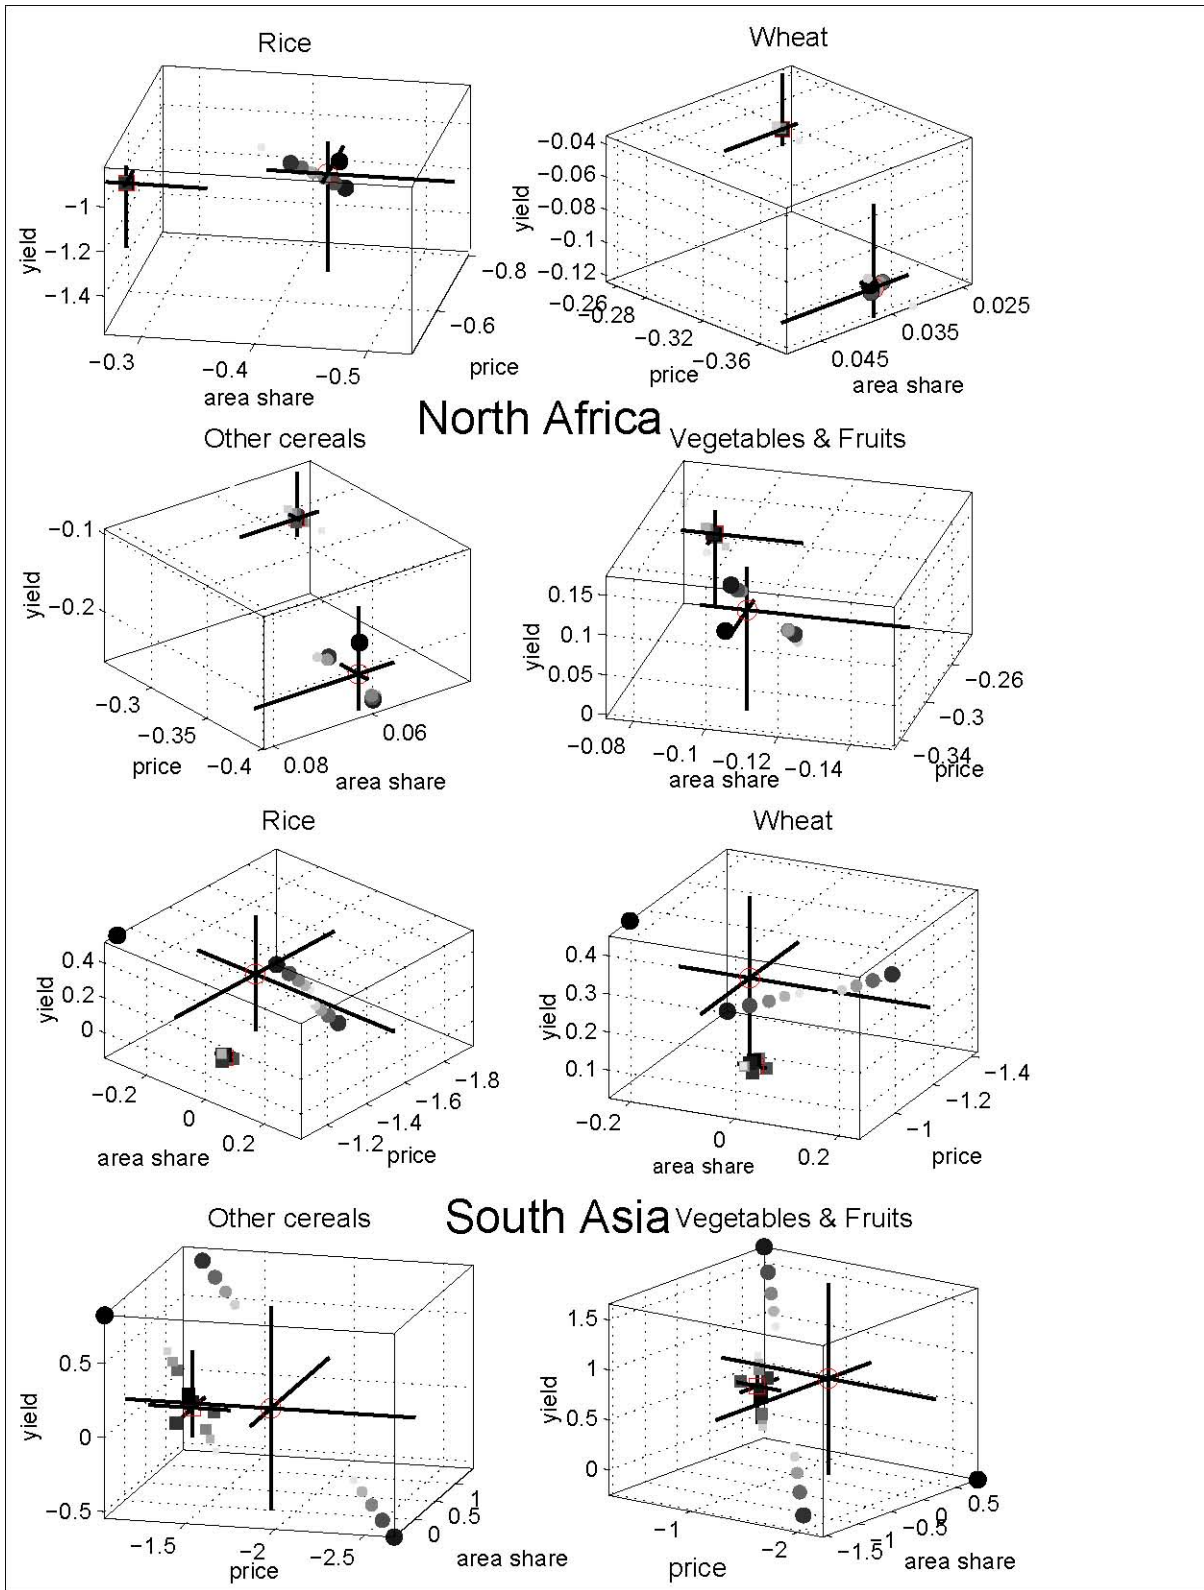 Rice
−1
−1.2
−1.4
yield
−0.3
−0.4
−0.5
area share
−0.8
−0.6
price
Wheat
−0.04
−0.06
−0.08
−0.1
−0.12
yield
−0.26
−0.28
−0.32
−0.36
price
0.045
0.035
0.025
area share
North Africa
Other cereals
−0.1
−0.2
yield
−0.3
−0.35
−0.4
price
0.08
0.06
area share
Vegetables & Fruits
0.15
0.1
0.05
0
yield
−0.08
−0.1
−0.12
−0.14
area share
−0.26
−0.3
−0.34
price
Rice
0.4
0.2
0
yield
−0.2
0
0.2
area share
−1.8
−1.6
−1.4
−1.2
price
Wheat
0.4
0.3
0.2
0.1
yield
−0.2
0
0.2
area share
−1.4
−1.2
−1
price
South Asia
Other cereals
0.5
0
−0.5
yield
−1.5
−2
−2.5
price
1
0.5
0
area share
Vegetables & Fruits
1.5
1
0.5
0
yield
−1
−2
price
−1.5
−1
−0.5
0
0.5
area share